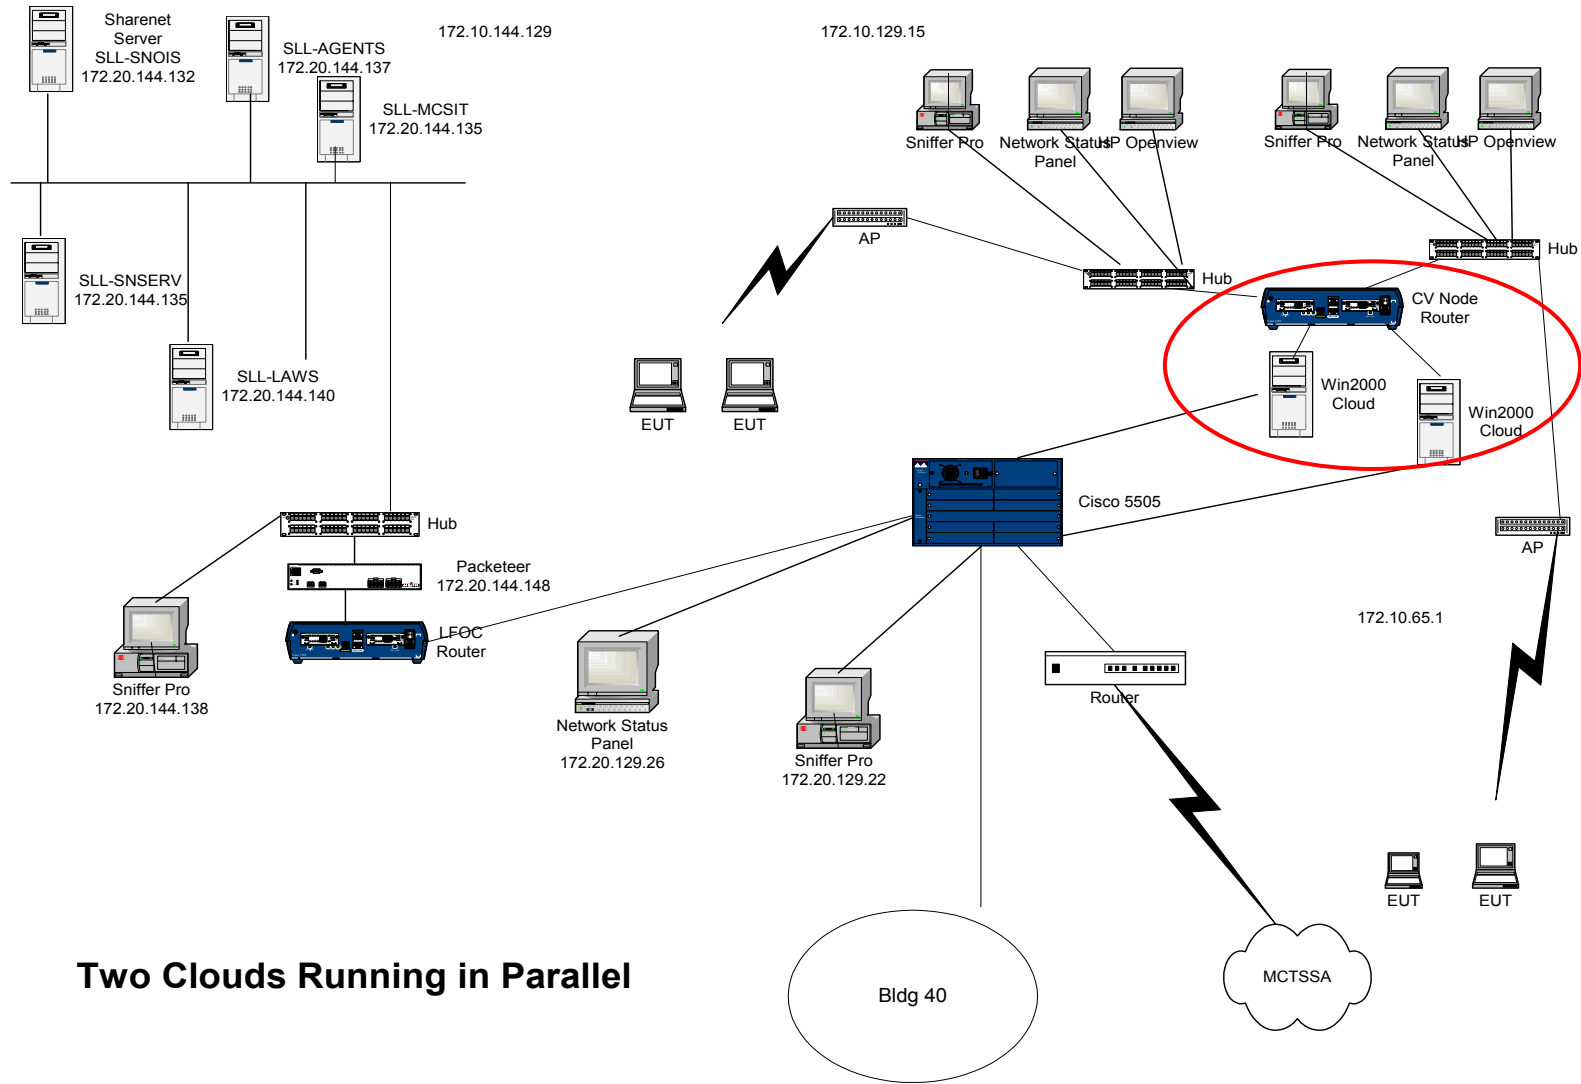 Sharenet
Server
SLL-SNOIS
172.20.144.132
SLL-AGENTS
172.20.144.137
SLL-MCSIT
172.20.144.135
172.10.144.129
172.10.129.15
Sniffer Pro
Network Status
Panel
HP Openview
Sniffer Pro
Network Status
Panel
HP Openview
AP
Hub
Hub
SLL-SNSERV
172.20.144.135
CV Node
Router
SLL-LAWS
172.20.144.140
EUT
EUT
Win2000
Cloud
Win2000
Cloud
Cisco 5505
Hub
Packeteer
172.20.144.148
LFOC
Router
AP
172.10.65.1
Sniffer Pro
172.20.144.138
Network Status
Panel
172.20.129.26
Sniffer Pro
172.20.129.22
Router
EUT
EUT
Two Clouds Running in Parallel
Bldg 40
MCTSSA